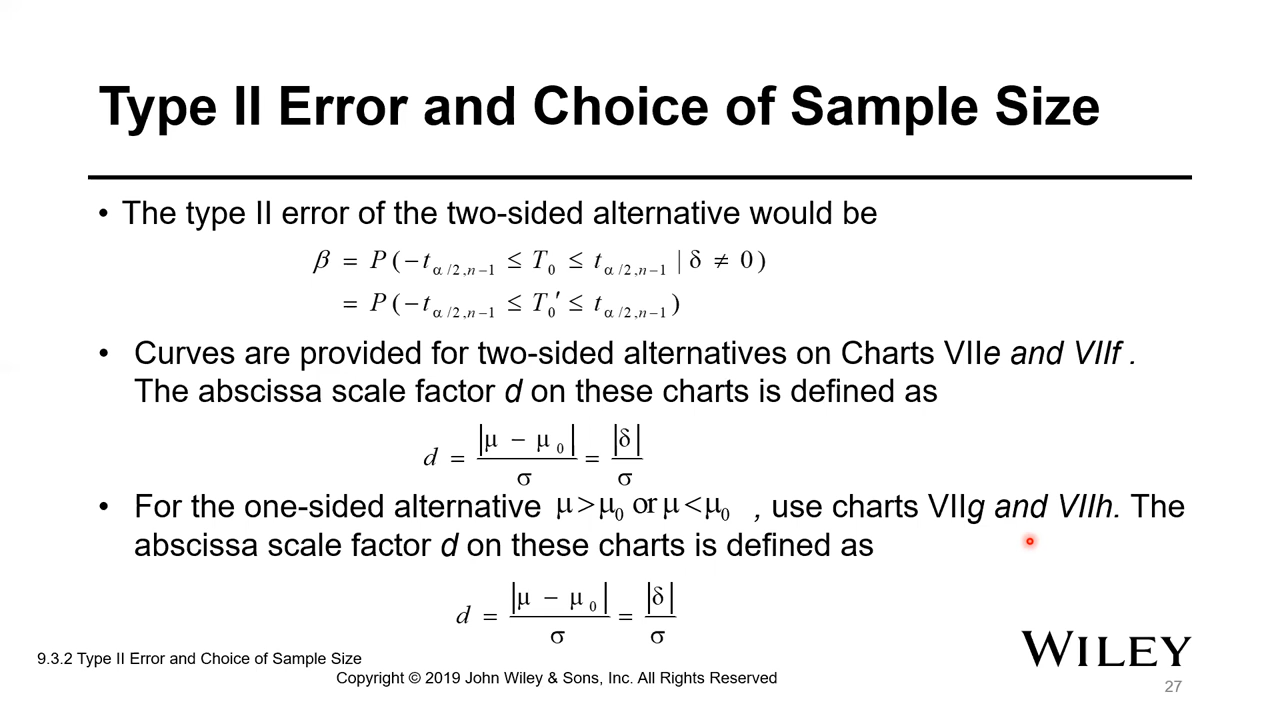 Type II Error and Choice of Sample Size
• The type II error of the two-sided alternative would be
β = P(−t α/2,n−1 ≤ T0 ≤ t α/2,n−1 | δ ≠ 0)
= P(−t α/2,n−1 ≤ T0′ ≤ t α/2,n−1)
• Curves are provided for two-sided alternatives on Charts VIIe and VIIf .
The abscissa scale factor d on these charts is defined as
d = |μ − μ0| / σ = |δ| / σ
• For the one-sided alternative μ>μ0 or μ<μ0 , use charts VIIg and VIIh. The
abscissa scale factor d on these charts is defined as
d = |μ − μ0| / σ = |δ| / σ
9.3.2 Type II Error and Choice of Sample Size
Copyright © 2019 John Wiley & Sons, Inc. All Rights Reserved
WILEY
27